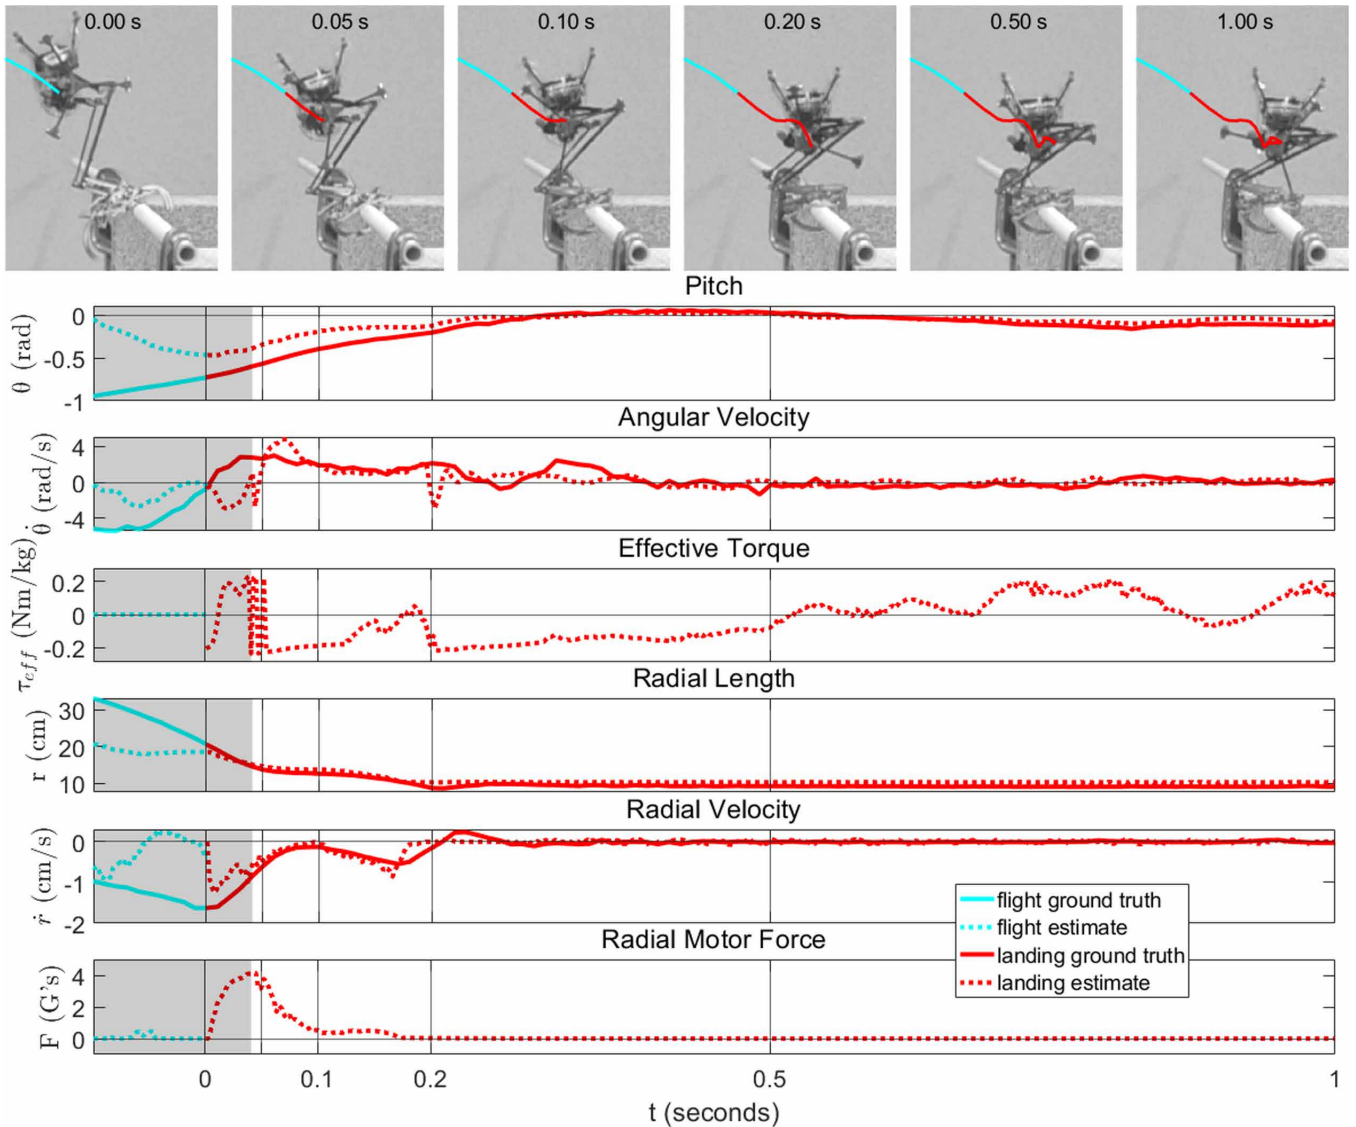 0.00 s 0.05 s 0.10 s 0.20 s 0.50 s 1.00 s
Pitch
θ (rad)
0
-0.5
-1
Angular Velocity
θ̇ (rad/s)
4
0
-4
Effective Torque
τeff (Nm/kg)
0.2
0
-0.2
Radial Length
r (cm)
30
20
10
Radial Velocity
ṙ (cm/s)
0
-1
-2
flight ground truth
flight estimate
landing ground truth
landing estimate
Radial Motor Force
F (G's)
4
2
0
0 0.1 0.2 0.5 1
t (seconds)